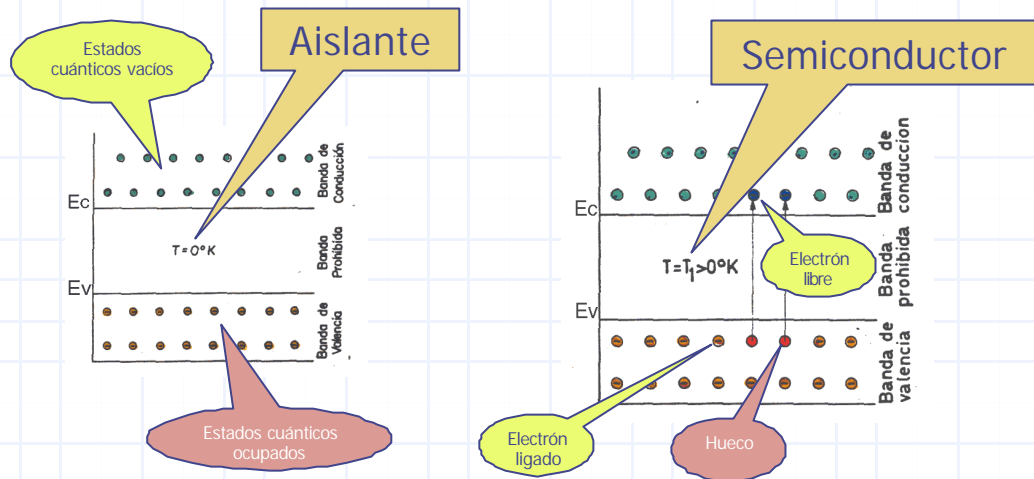 Estados
cuánticos vacíos
Aislante
Banda de
Conducción
Ec
T=0°K
Banda
Prohibida
Ev
Banda de
Valencia
Estados cuánticos
ocupados
Semiconductor
Banda de
conduccion
Ec
Electrón
libre
T=T₁>0°K
Banda
prohibida
Ev
Banda de
valencia
Electrón
ligado
Hueco